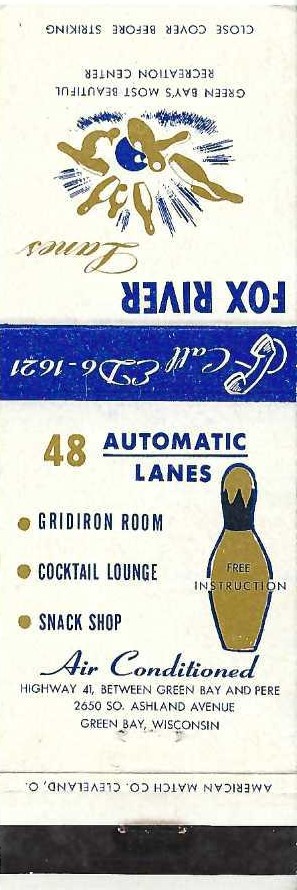 CLOSE COVER BEFORE STRIKING
GREEN BAY'S MOST BEAUTIFUL
RECREATION CENTER
FOX RIVER
Lanes
Call ED6-1621
48 AUTOMATIC
LANES
GRIDIRON ROOM
COCKTAIL LOUNGE
SNACK SHOP
FREE
INSTRUCTION
Air Conditioned
HIGHWAY 41, BETWEEN GREEN BAY AND PERE
2650 SO. ASHLAND AVENUE
GREEN BAY, WISCONSIN
AMERICAN MATCH CO. CLEVELAND, O.